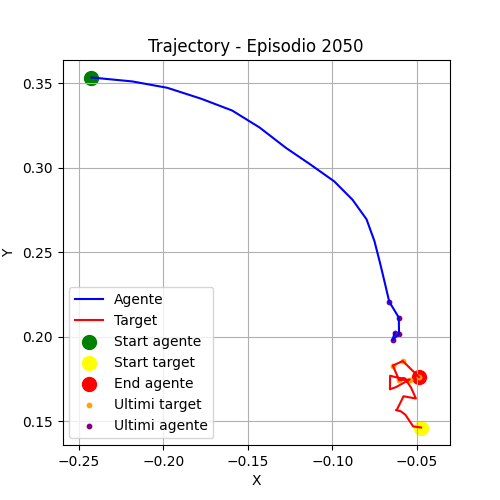 Trajectory - Episodio 2050
Y
0.35
0.30
0.25
0.20
0.15
Agente
Target
Start agente
Start target
End agente
Ultimi target
Ultimi agente
−0.25
−0.20
−0.15
−0.10
−0.05
X